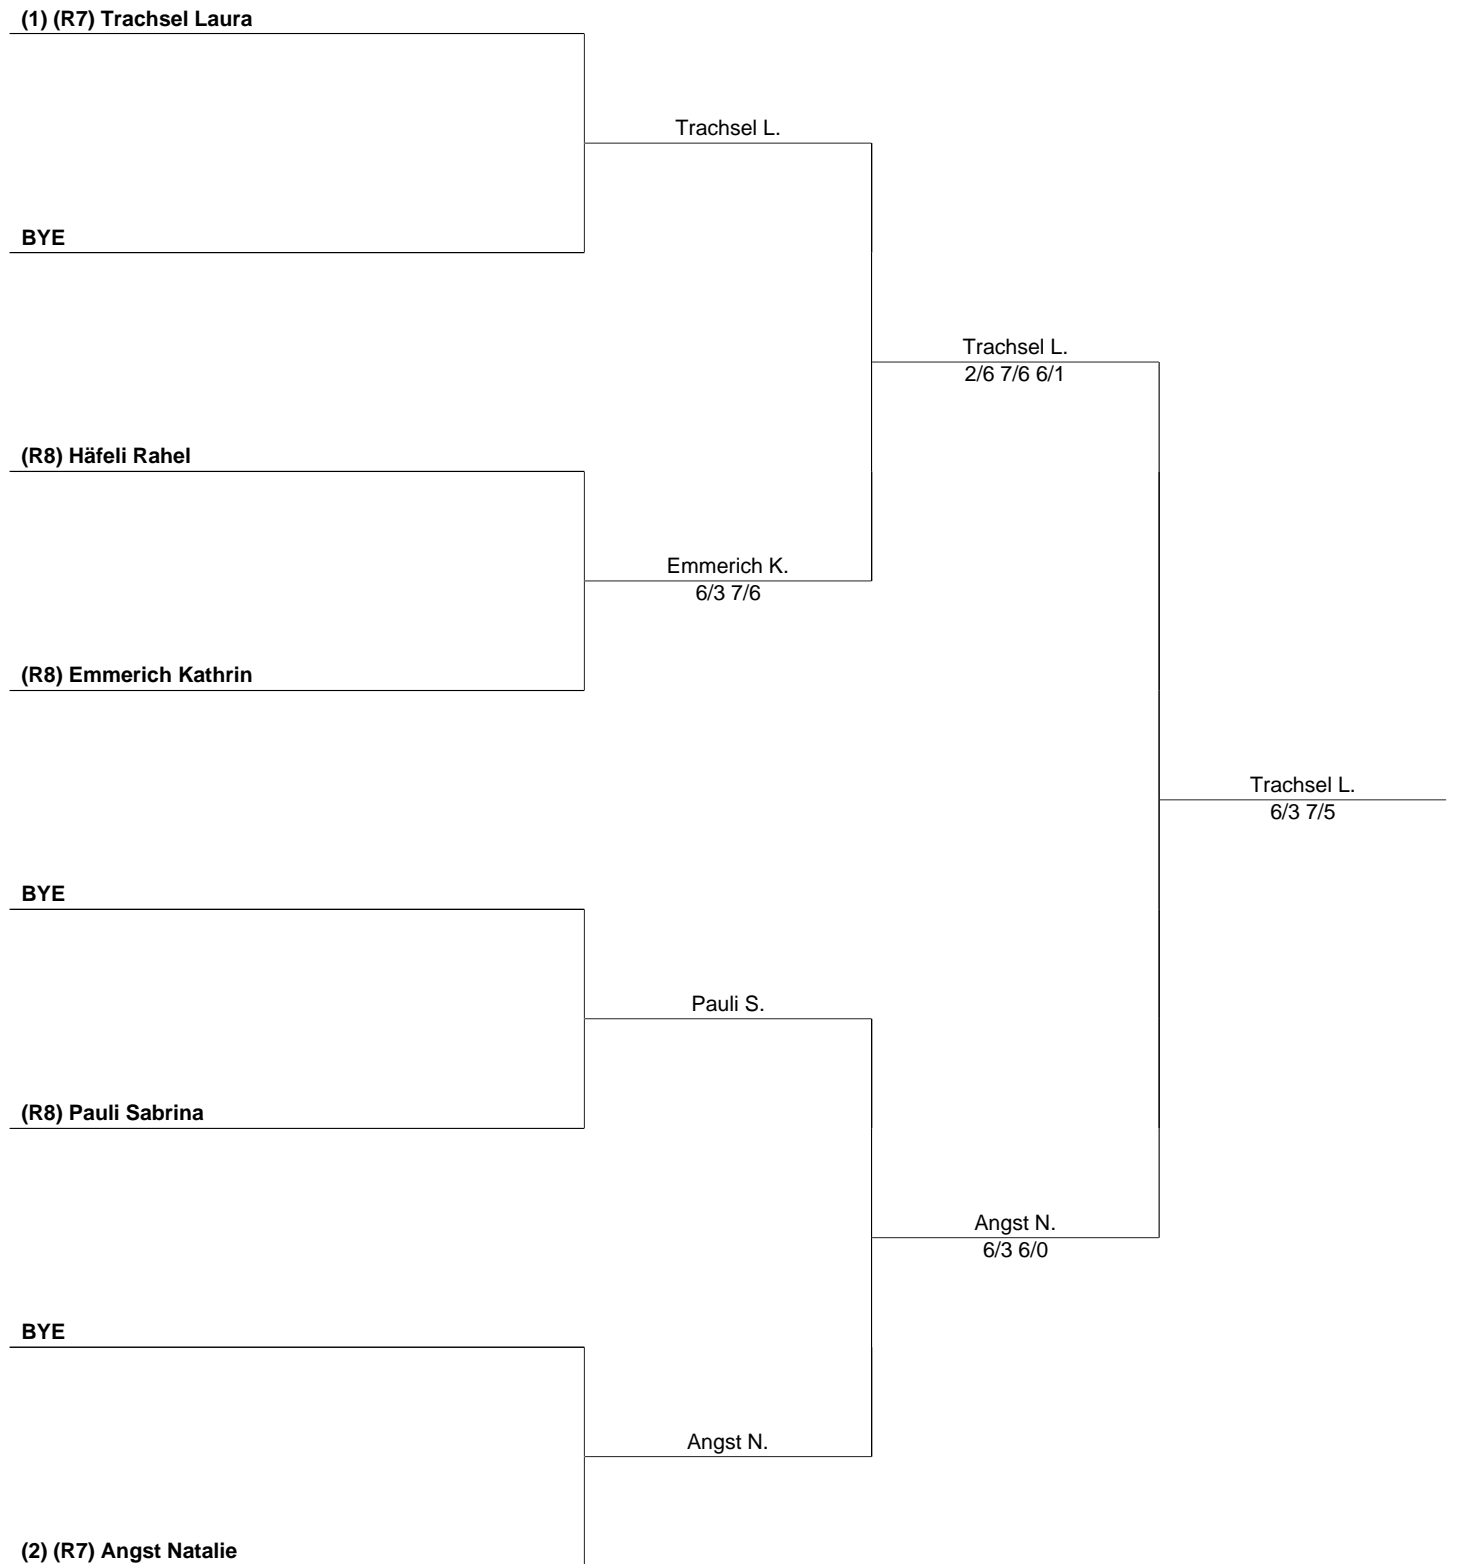 (1) (R7) Trachsel Laura
Trachsel L.
BYE
Trachsel L.
2/6 7/6 6/1
(R8) Häfeli Rahel
Emmerich K.
6/3 7/6
(R8) Emmerich Kathrin
Trachsel L.
6/3 7/5
BYE
Pauli S.
(R8) Pauli Sabrina
Angst N.
6/3 6/0
BYE
Angst N.
(2) (R7) Angst Natalie